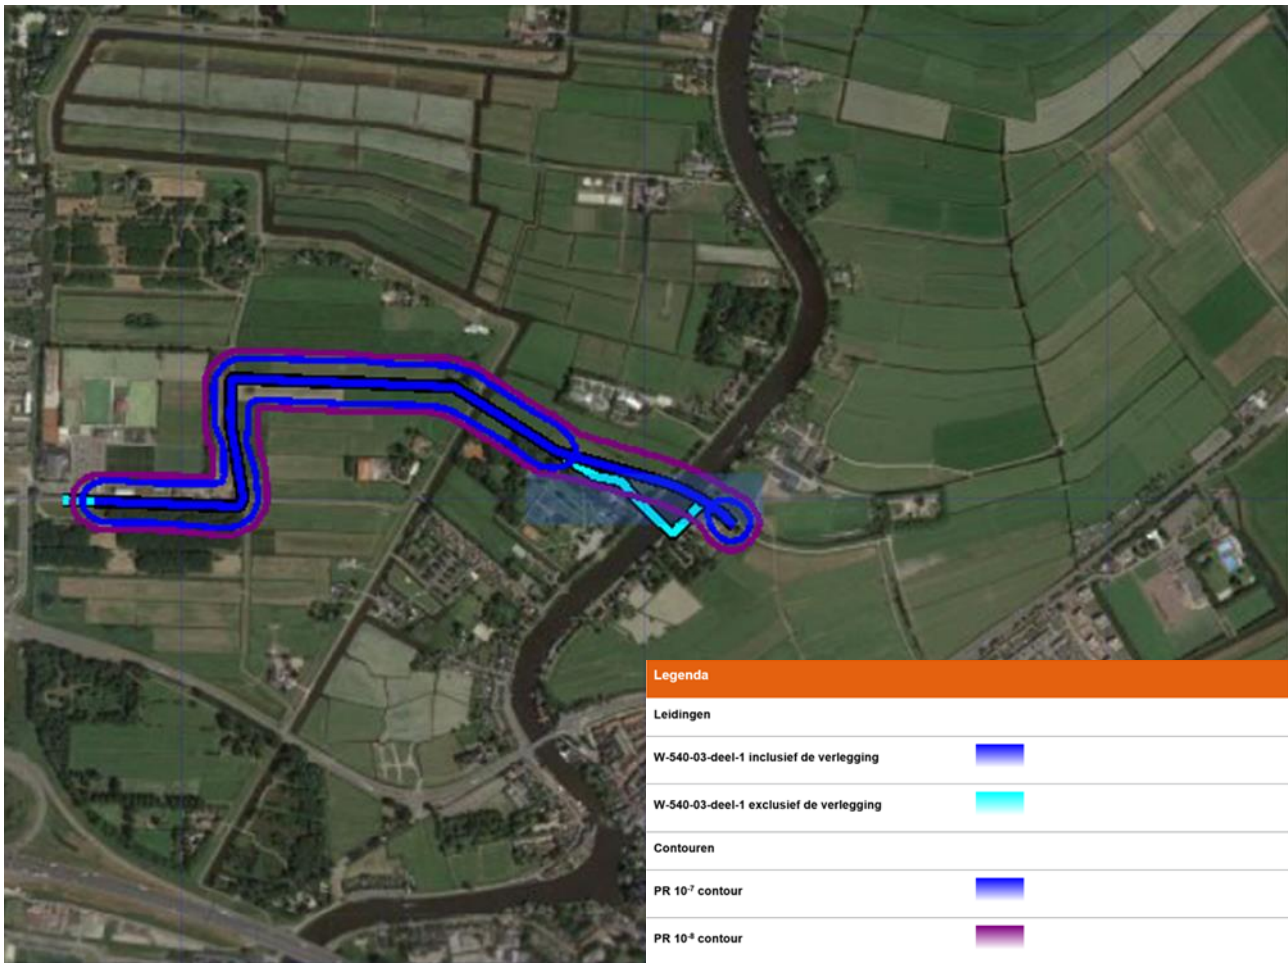 Legenda
Leidingen
W-540-03-deel-1 inclusief de verlegging
W-540-03-deel-1 exclusief de verlegging
Contouren
PR 10⁻⁷ contour
PR 10⁻⁸ contour